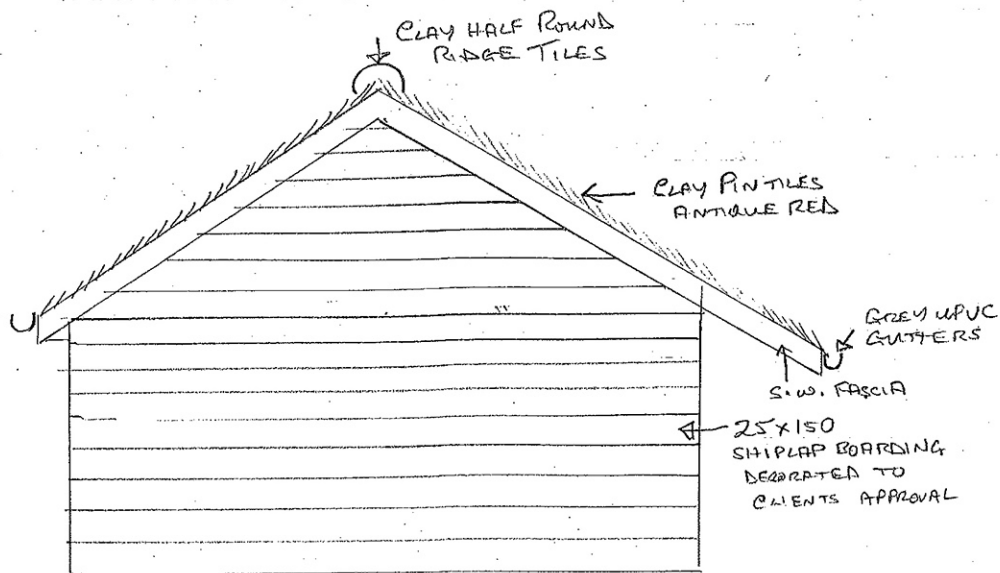 CLAY HALF ROUND
RIDGE TILES
CLAY PINTILES
ANTIQUE RED
GREY UPVC
GUTTERS
S.W. FASCIA
25x150
SHIPLAP BOARDING
DECORATED TO
CLIENTS APPROVAL